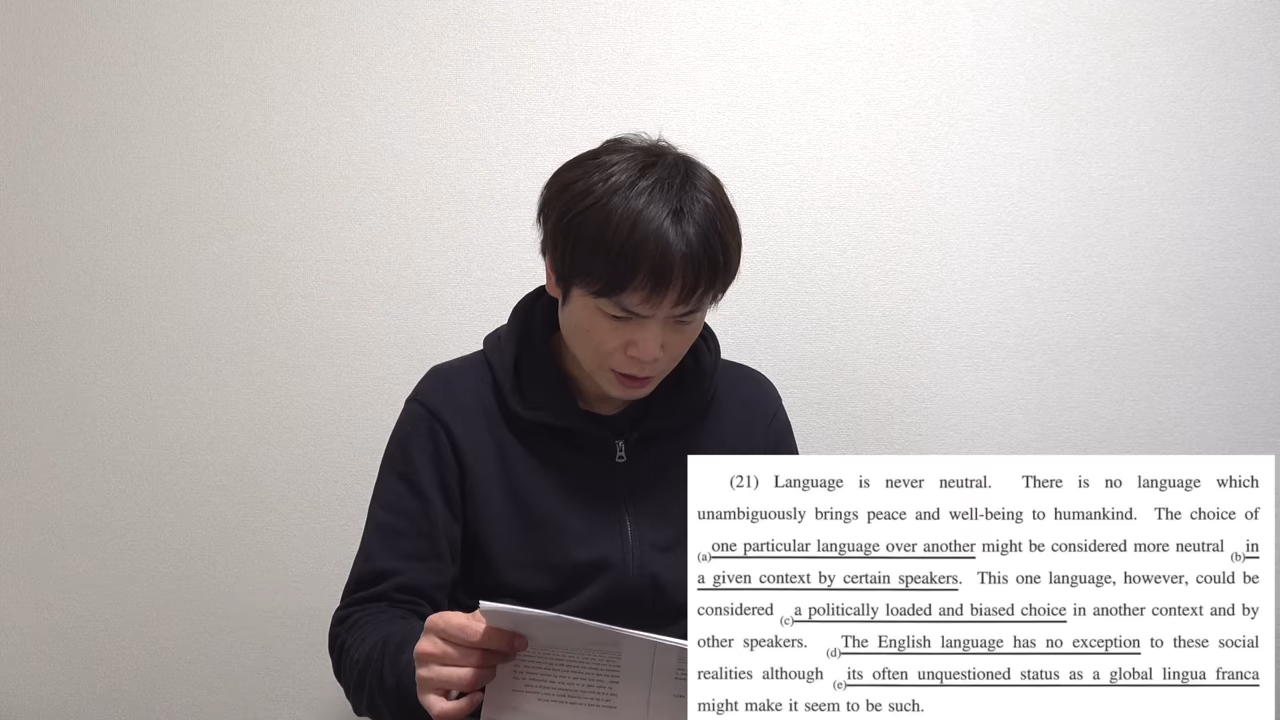 (21) Language is never neutral. There is no language which
unambiguously brings peace and well-being to humankind. The choice of
(a)one particular language over another might be considered more neutral (b)in
a given context by certain speakers. This one language, however, could be
considered (c)a politically loaded and biased choice in another context and by
other speakers. (d)The English language has no exception to these social
realities although (e)its often unquestioned status as a global lingua franca
might make it seem to be such.